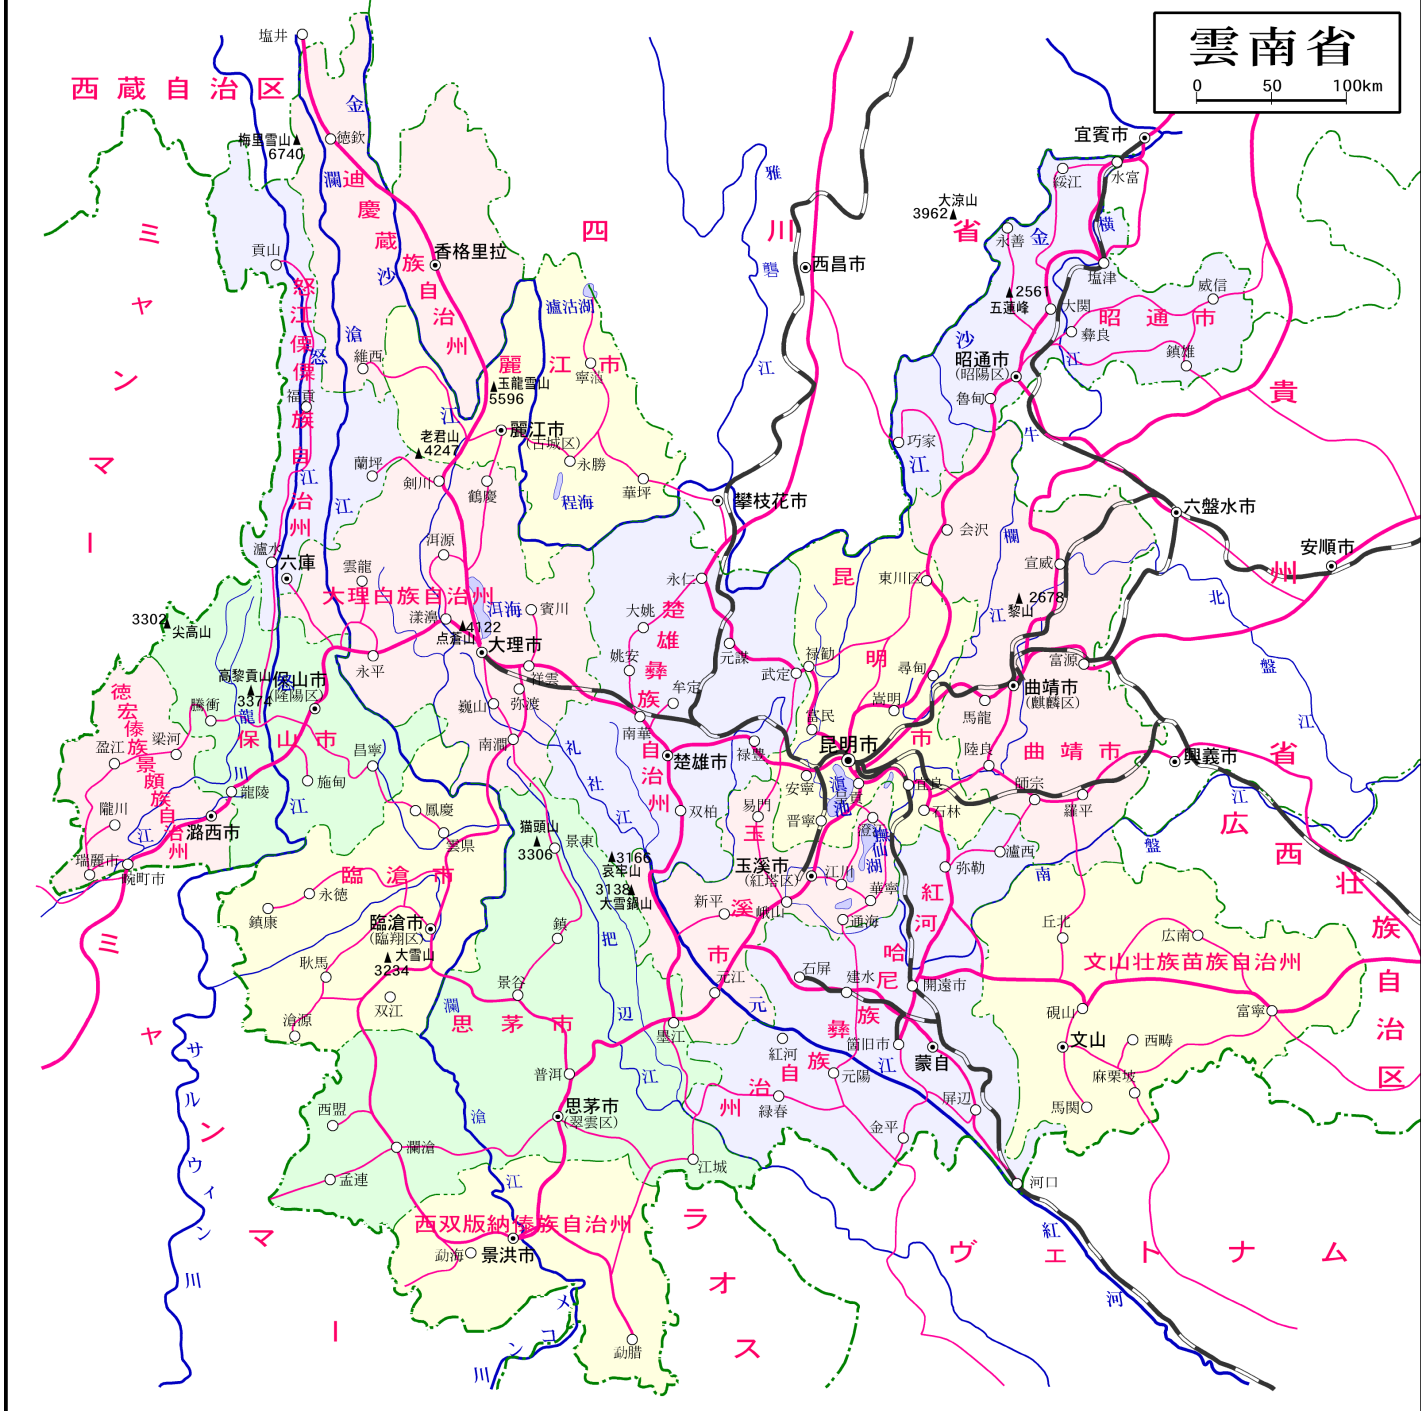 雲南省
0 50 100km
塩井
西蔵自治区
梅里雪山
6740
徳欽
迪慶蔵族自治州
金沙江
瀾滄江
貢山
怒江傈僳族自治州
怒江
香格里拉
四川省
雅礱江
西昌市
宜賓市
水富
綏江
大涼山
3962
永善
金沙江
横江
塩津
威信
2561
五蓮峰
大関
彝良
昭通市
鎮雄
昭通市
(昭陽区)
魯甸
巧家
牛欄江
貴州省
瀘沽湖
麗江市
寧蒗
玉龍雪山
5596
麗江市
(古城区)
永勝
程海
華坪
維西
福貢
老君山
4247
蘭坪
剣川
鶴慶
攀枝花市
六盤水市
安順市
会沢
宣威
2678
黎山
北盤江
東川区
昆明市
瀘水
六庫
雲龍
洱源
大理白族自治州
洱海
賓川
漾濞
4122
点蒼山
大理市
永平
祥雲
弥渡
巍山
南澗
永仁
大姚
楚雄彝族自治州
姚安
牟定
元謀
武定
禄勧
尋甸
嵩明
富民
富源
曲靖市
(麒麟区)
馬龍
陸良
曲靖市
師宗
羅平
興義市
3302
尖高山
高黎貢山
3374
保山市
(隆陽区)
騰衝
徳宏傣族景頗族自治州
盈江
梁河
龍川江
保山市
昌寧
施甸
隴川
龍陵
潞西市
瑞麗市
畹町市
鳳慶
雲県
南華
楚雄市
禄豊
双柏
礼社江
安寧
昆明市
滇池
呈貢
宜良
石林
晋寧
易門
澄江
撫仙湖
玉溪市
玉溪市
(紅塔区)
江川
華寧
通海
峨山
新平
元江
弥勒
瀘西
南盤江
広西壮族自治区
丘北
広南
文山壮族苗族自治州
硯山
文山
西畴
麻栗坡
馬関
富寧
猫頭山
3306
景東
3166
哀牢山
3138
大雪鍋山
把辺江
臨滄市
永徳
鎮康
臨滄市
(臨翔区)
大雪山
3234
耿馬
双江
滄源
鎮
景谷
思茅市
墨江
普洱
思茅市
(翠雲区)
西盟
瀾滄
孟連
江城
瀾滄江
石屏
建水
開遠市
箇旧市
蒙自
紅河哈尼族彝族自治州
元江
紅河
元陽
緑春
金平
屏辺
河口
西双版納傣族自治州
勐海
景洪市
勐腊
ミャンマー
ミャンマー
サルウィン川
メコン川
ラオス
ヴェトナム
紅河